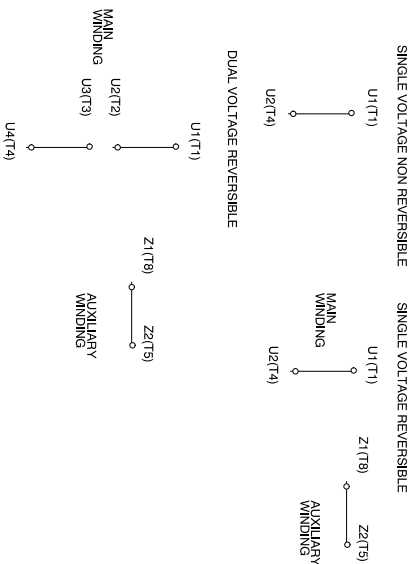 SINGLE VOLTAGE NON REVERSIBLE
U1(T1)
U2(T4)
SINGLE VOLTAGE REVERSIBLE
U1(T1)
MAIN
WINDING
U2(T4)
Z1(T8)
Z2(T5)
AUXILIARY
WINDING
DUAL VOLTAGE REVERSIBLE
U1(T1)
MAIN
WINDING
U2(T2)
U3(T3)
U4(T4)
Z1(T8)
Z2(T5)
AUXILIARY
WINDING